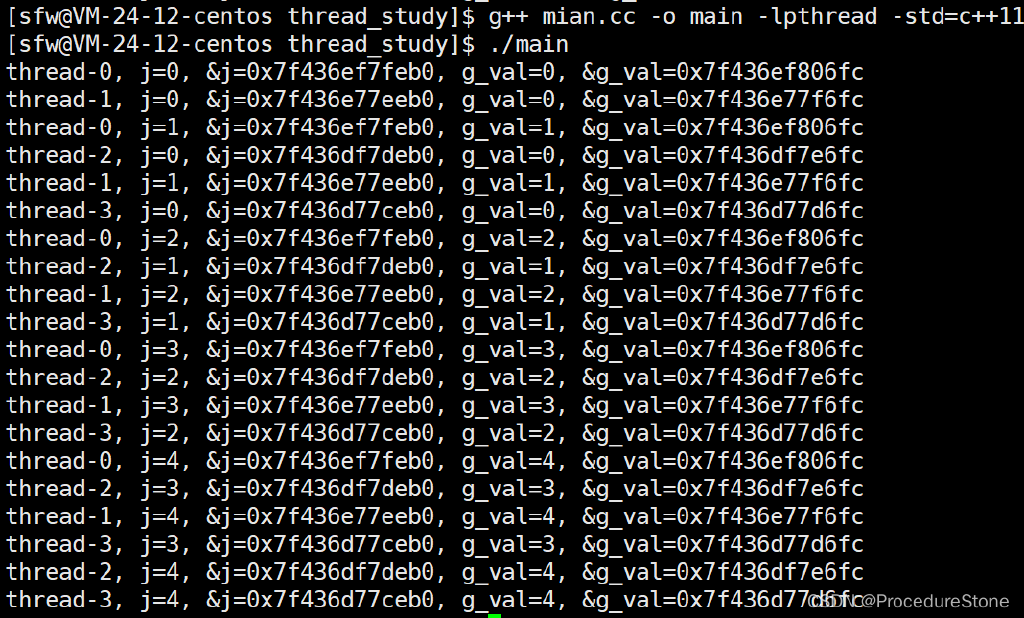 [sfw@VM-24-12-centos thread_study]$ g++ mian.cc -o main -lpthread -std=c++11
[sfw@VM-24-12-centos thread_study]$ ./main
thread-0, j=0, &j=0x7f436ef7feb0, g_val=0, &g_val=0x7f436ef806fc
thread-1, j=0, &j=0x7f436e77eeb0, g_val=0, &g_val=0x7f436e77f6fc
thread-0, j=1, &j=0x7f436ef7feb0, g_val=1, &g_val=0x7f436ef806fc
thread-2, j=0, &j=0x7f436df7deb0, g_val=0, &g_val=0x7f436df7e6fc
thread-1, j=1, &j=0x7f436e77eeb0, g_val=1, &g_val=0x7f436e77f6fc
thread-3, j=0, &j=0x7f436d77ceb0, g_val=0, &g_val=0x7f436d77d6fc
thread-0, j=2, &j=0x7f436ef7feb0, g_val=2, &g_val=0x7f436ef806fc
thread-2, j=1, &j=0x7f436df7deb0, g_val=1, &g_val=0x7f436df7e6fc
thread-1, j=2, &j=0x7f436e77eeb0, g_val=2, &g_val=0x7f436e77f6fc
thread-3, j=1, &j=0x7f436d77ceb0, g_val=1, &g_val=0x7f436d77d6fc
thread-0, j=3, &j=0x7f436ef7feb0, g_val=3, &g_val=0x7f436ef806fc
thread-2, j=2, &j=0x7f436df7deb0, g_val=2, &g_val=0x7f436df7e6fc
thread-1, j=3, &j=0x7f436e77eeb0, g_val=3, &g_val=0x7f436e77f6fc
thread-3, j=2, &j=0x7f436d77ceb0, g_val=2, &g_val=0x7f436d77d6fc
thread-0, j=4, &j=0x7f436ef7feb0, g_val=4, &g_val=0x7f436ef806fc
thread-2, j=3, &j=0x7f436df7deb0, g_val=3, &g_val=0x7f436df7e6fc
thread-1, j=4, &j=0x7f436e77eeb0, g_val=4, &g_val=0x7f436e77f6fc
thread-3, j=3, &j=0x7f436d77ceb0, g_val=3, &g_val=0x7f436d77d6fc
thread-2, j=4, &j=0x7f436df7deb0, g_val=4, &g_val=0x7f436df7e6fc
thread-3, j=4, &j=0x7f436d77ceb0, g_val=4, &g_val=0x7f436d77d6fc
CSDN @ProcedureStone